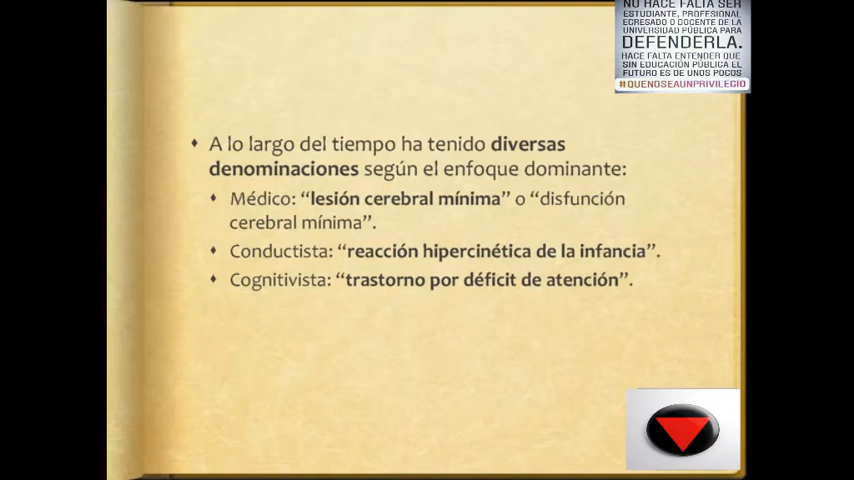 NO HACE FALTA SER
ESTUDIANTE, PROFESIONAL
EGRESADO O DOCENTE DE LA
UNIVERSIDAD PÚBLICA PARA
DEFENDERLA.
HACE FALTA ENTENDER QUE
SIN EDUCACIÓN PÚBLICA EL
FUTURO ES DE UNOS POCOS
#QUENOSEAUNPRIVILEGIO
A lo largo del tiempo ha tenido diversas
denominaciones según el enfoque dominante:
Médico: “lesión cerebral mínima” o “disfunción
cerebral mínima”.
Conductista: “reacción hipercinética de la infancia”.
Cognitivista: “trastorno por déficit de atención”.